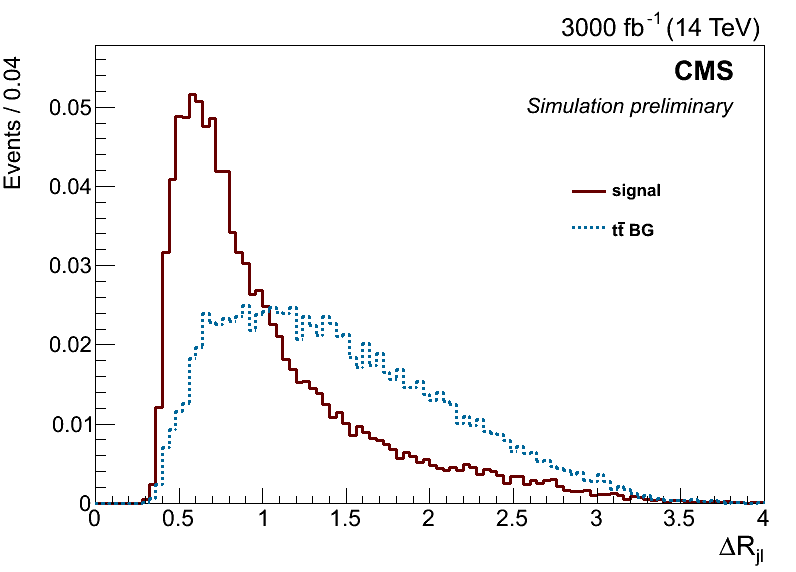 3000 fb⁻¹ (14 TeV)
CMS
Simulation preliminary
Events / 0.04
signal
tt̄ BG
0.05
0.04
0.03
0.02
0.01
0
0 0.5 1 1.5 2 2.5 3 3.5 4
ΔR_jl